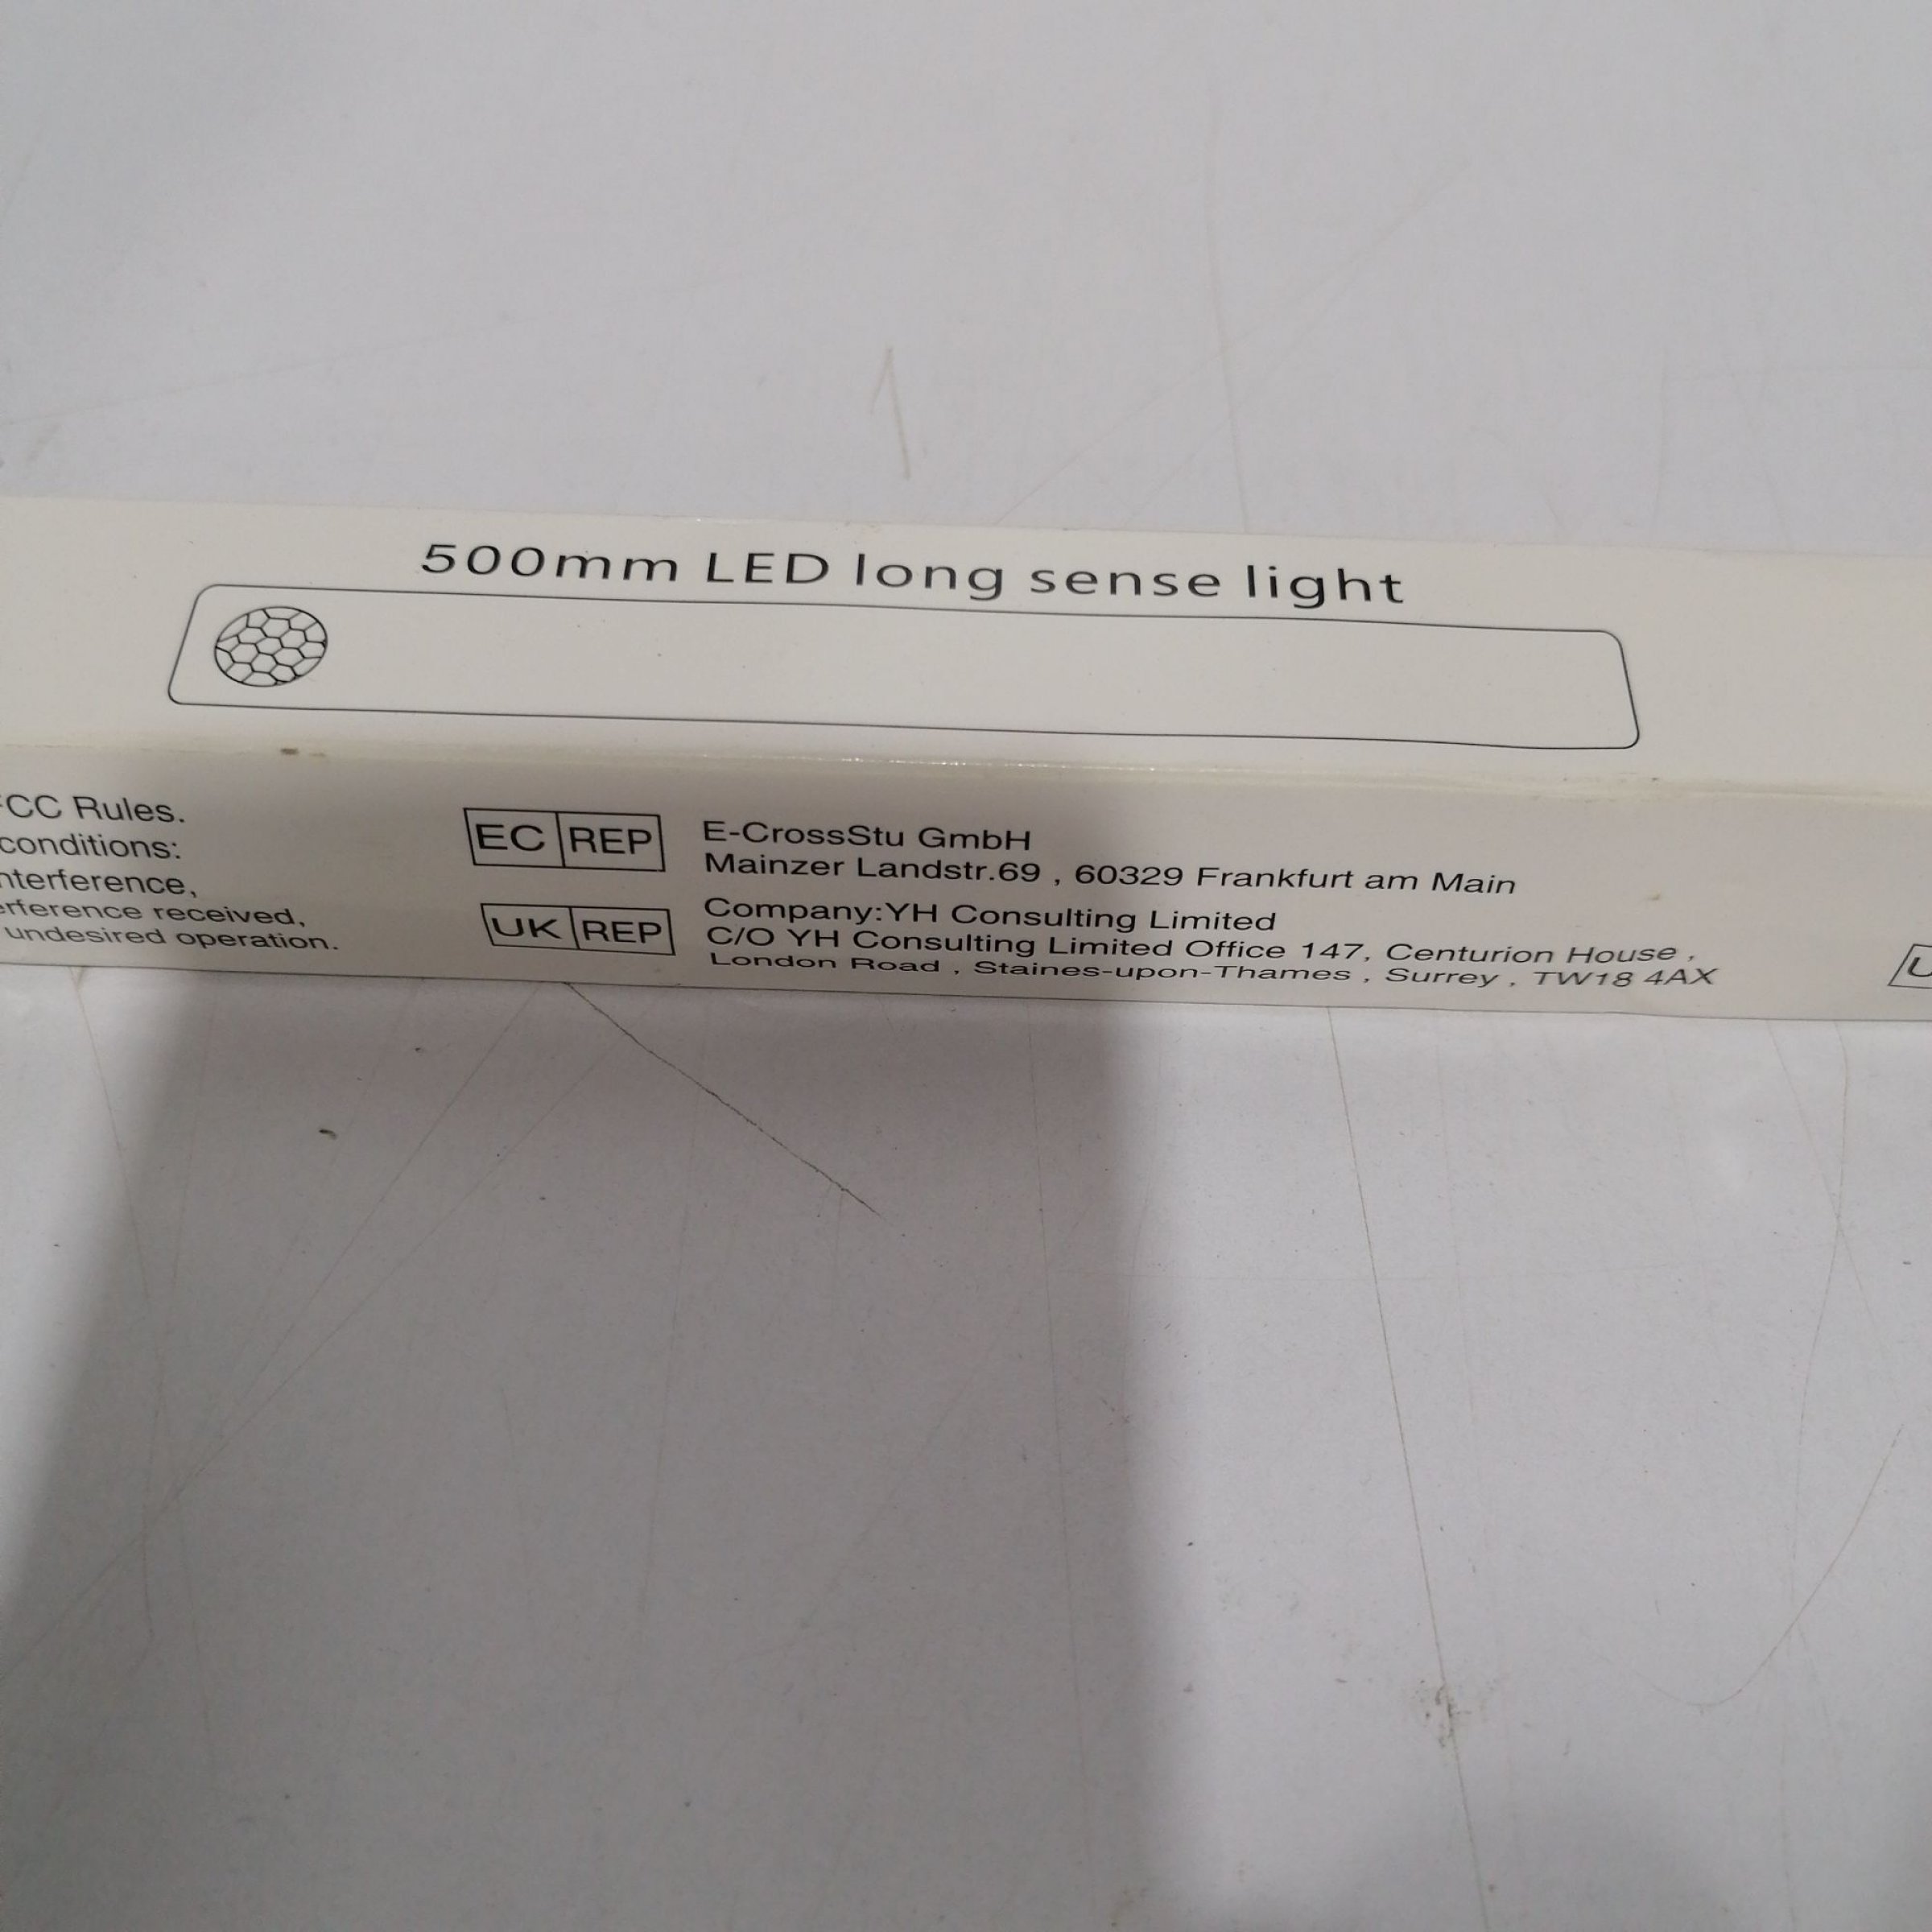 500mm LED long sense light
CC Rules.
conditions:
nterference,
erference received,
undesired operation.
EC REP
E-CrossStu GmbH
Mainzer Landstr.69 , 60329 Frankfurt am Main
UK REP
Company:YH Consulting Limited
C/O YH Consulting Limited Office 147, Centurion House ,
London Road , Staines-upon-Thames , Surrey , TW18 4AX